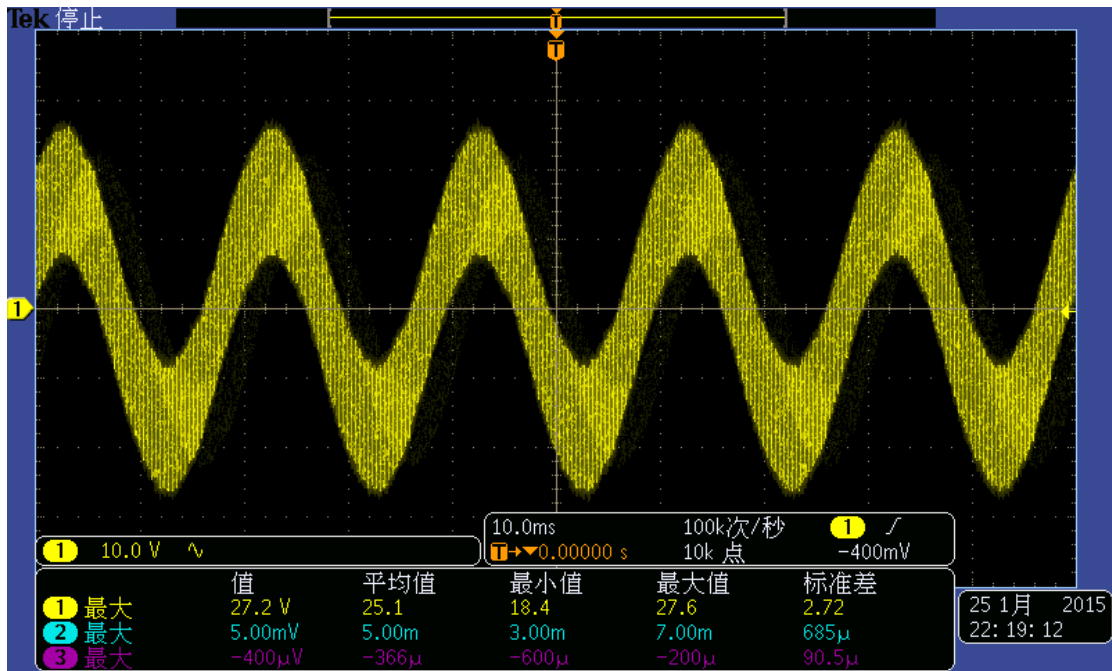 Tek 停止
T
T
1
10.0ms 100k次/秒 1
1 10.0 V T→▼0.00000 s 10k 点 -400mV
值 平均值 最小值 最大值 标准差
1 最大 27.2 V 25.1 18.4 27.6 2.72
2 最大 5.00mV 5.00m 3.00m 7.00m 685μ
3 最大 -400μV -366μ -600μ -200μ 90.5μ
25 1月 2015
22:19:12